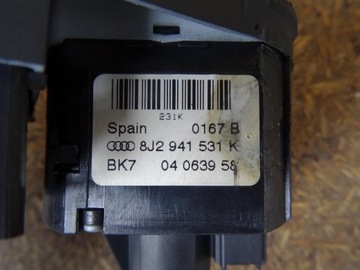 231K
Spain 0167 B
8J2 941 531 K
BK7 04 0639 58